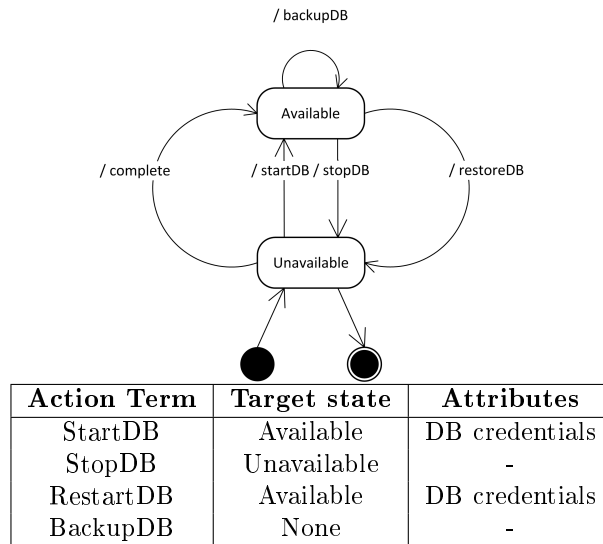 / backupDB
Available
/ complete
/ startDB
/ stopDB
/ restoreDB
Unavailable
Action Term Target state Attributes
StartDB Available DB credentials
StopDB Unavailable -
RestartDB Available DB credentials
BackupDB None -